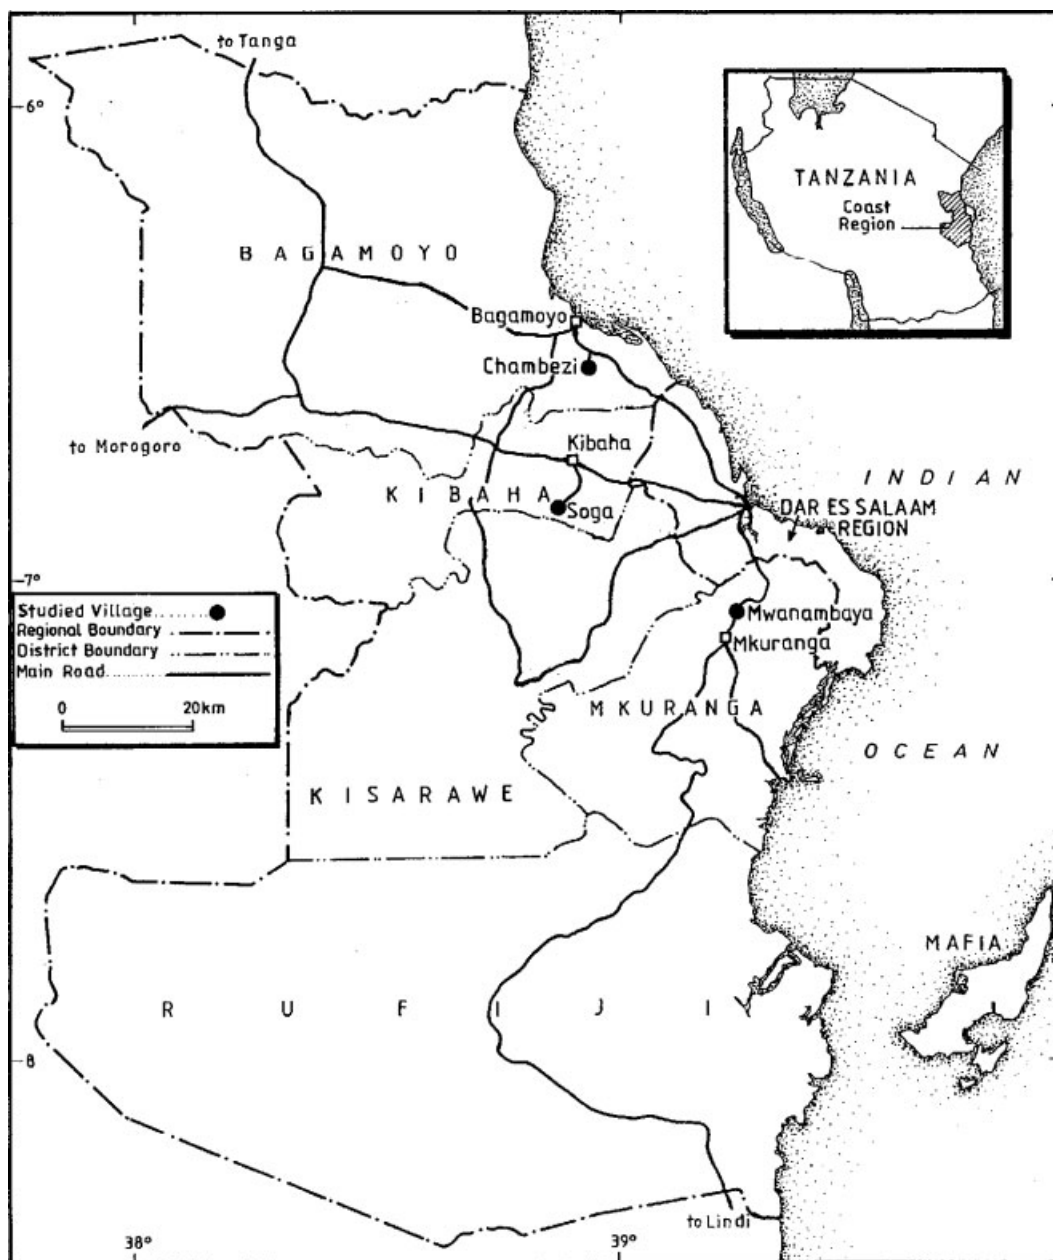 to Tanga
6°
TANZANIA
Coast
Region
BAGAMOYO
Bagamoyo
Chambezi
to Morogoro
Kibaha
KIBAHA
Soga
INDIAN
DAR ES SALAAM
REGION
7°
Studied Village
Regional Boundary
District Boundary
Main Road
0 20km
Mwanambaya
Mkuranga
MKURANGA
OCEAN
KISARAWE
MAFIA
RUFIJI
8
to Lindi
38° 39°